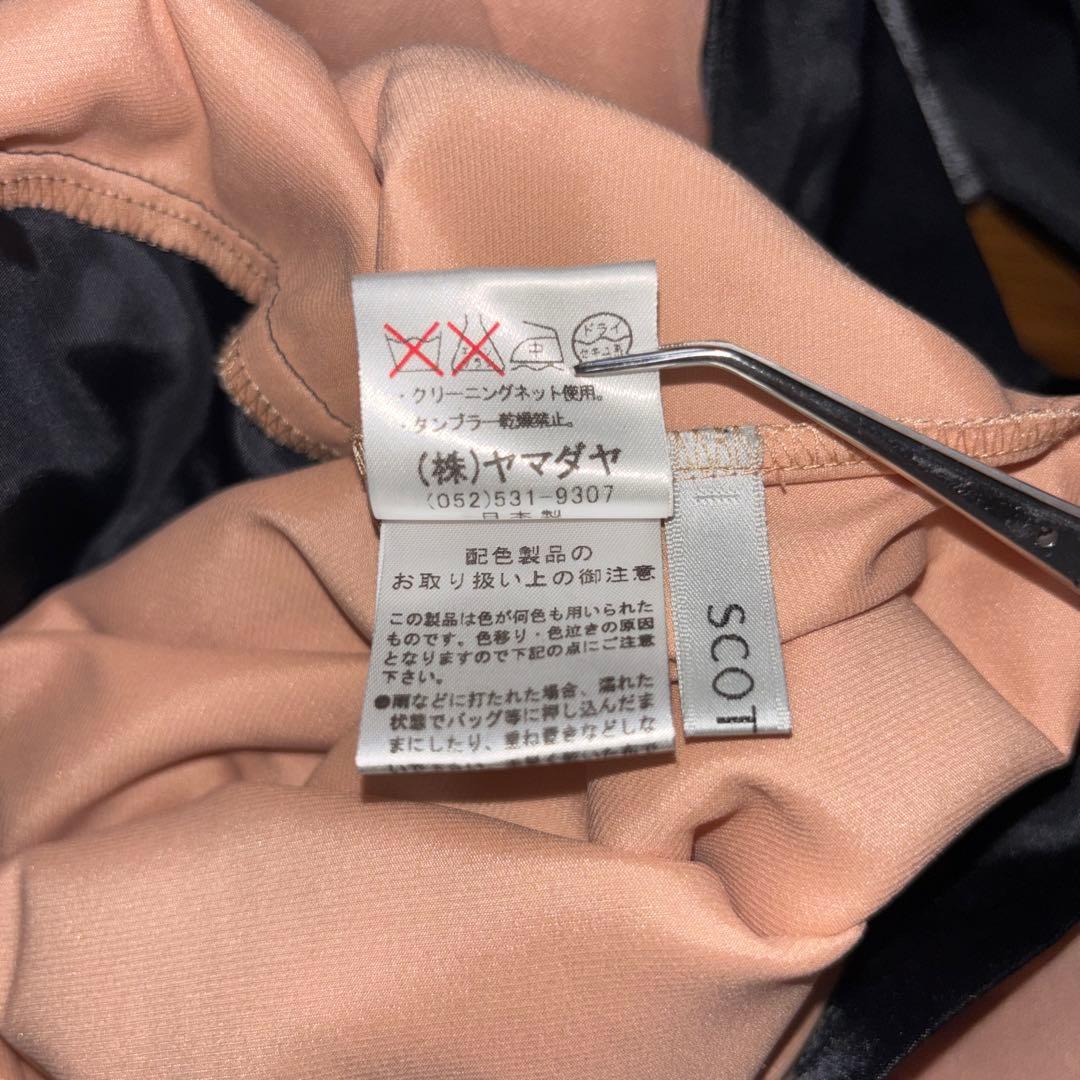 中
ドライ
セキユ系
・クリーニングネット使用。
・タンブラー乾燥禁止。
(株)ヤマダヤ
(052)531-9307
日本製
配色製品の
お取り扱い上の御注意
この製品は色が何色も用いられた
ものです。色移り・色泣きの原因
となりますので下記の点にご注意
下さい。
●雨などに打たれた場合、濡れた
状態でバッグ等に押し込んだま
まにしたり、重ね置きなどしな
SCOT